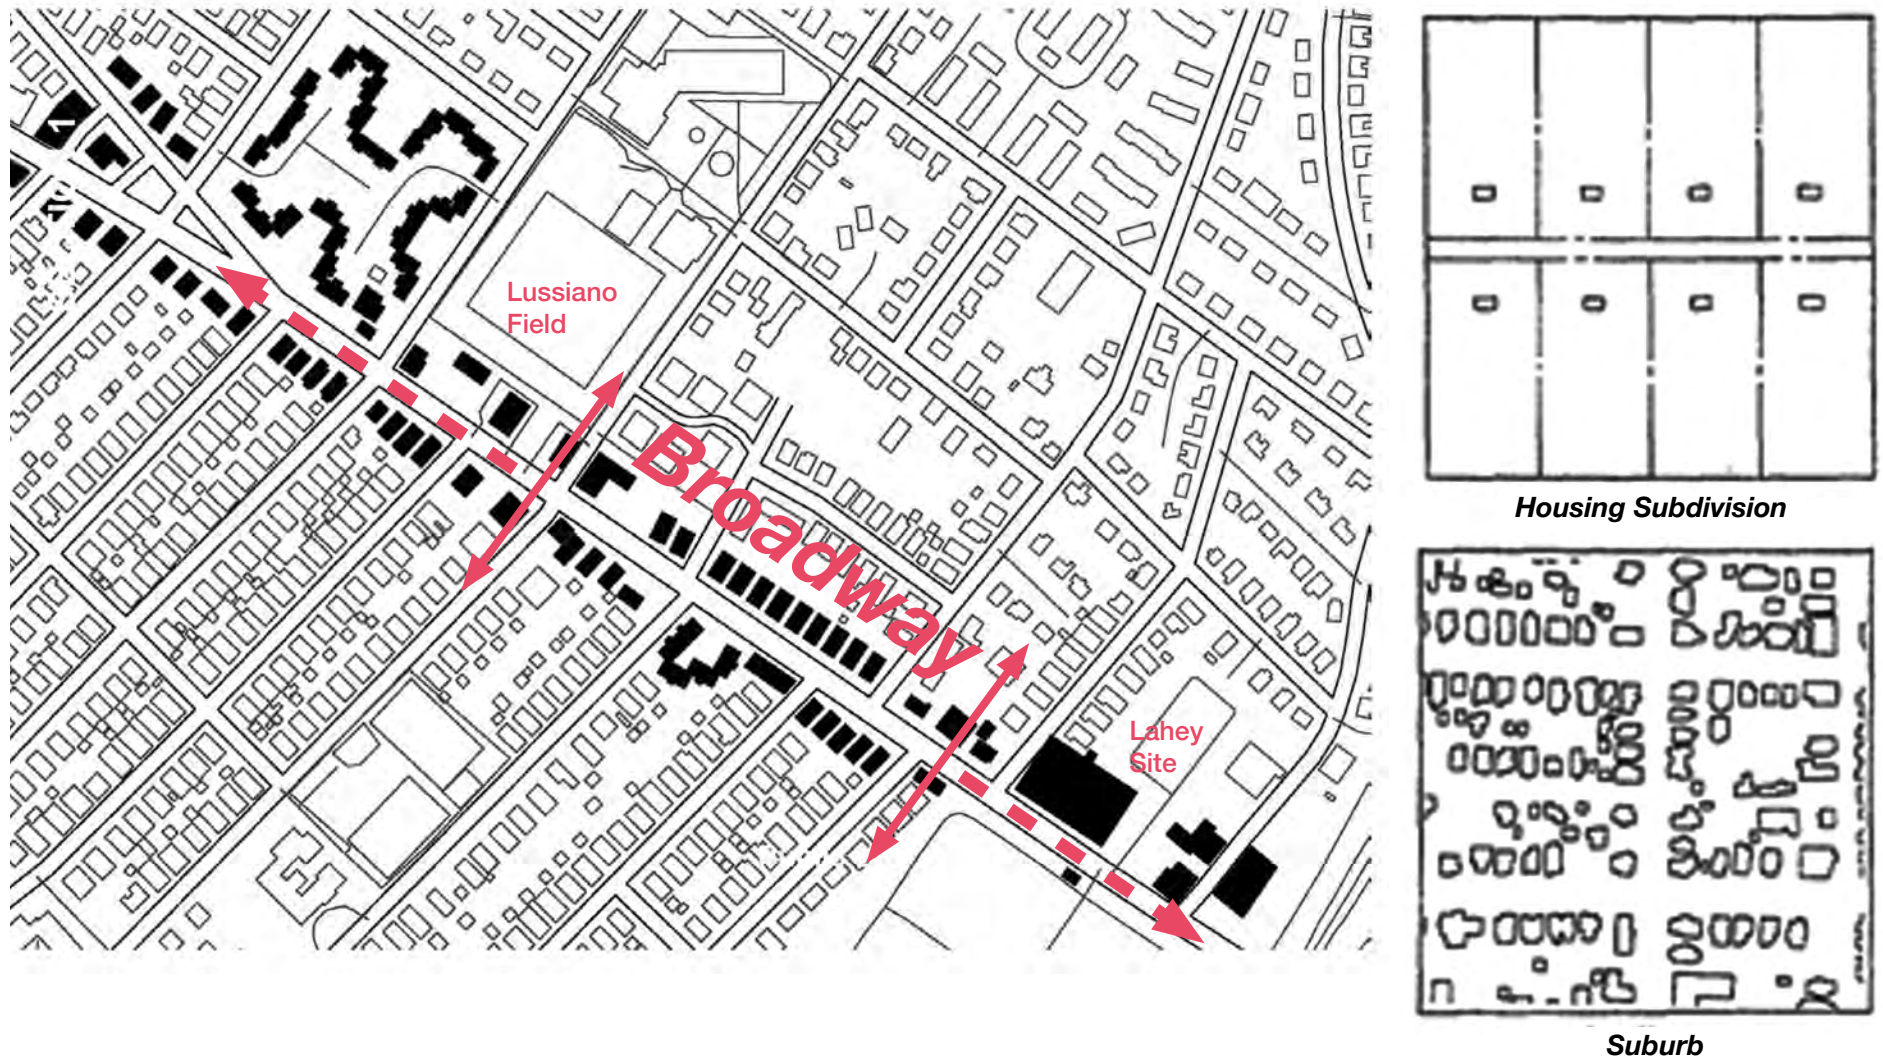 Lussiano
Field
Broadway
Lahey
Site
Housing Subdivision
Suburb